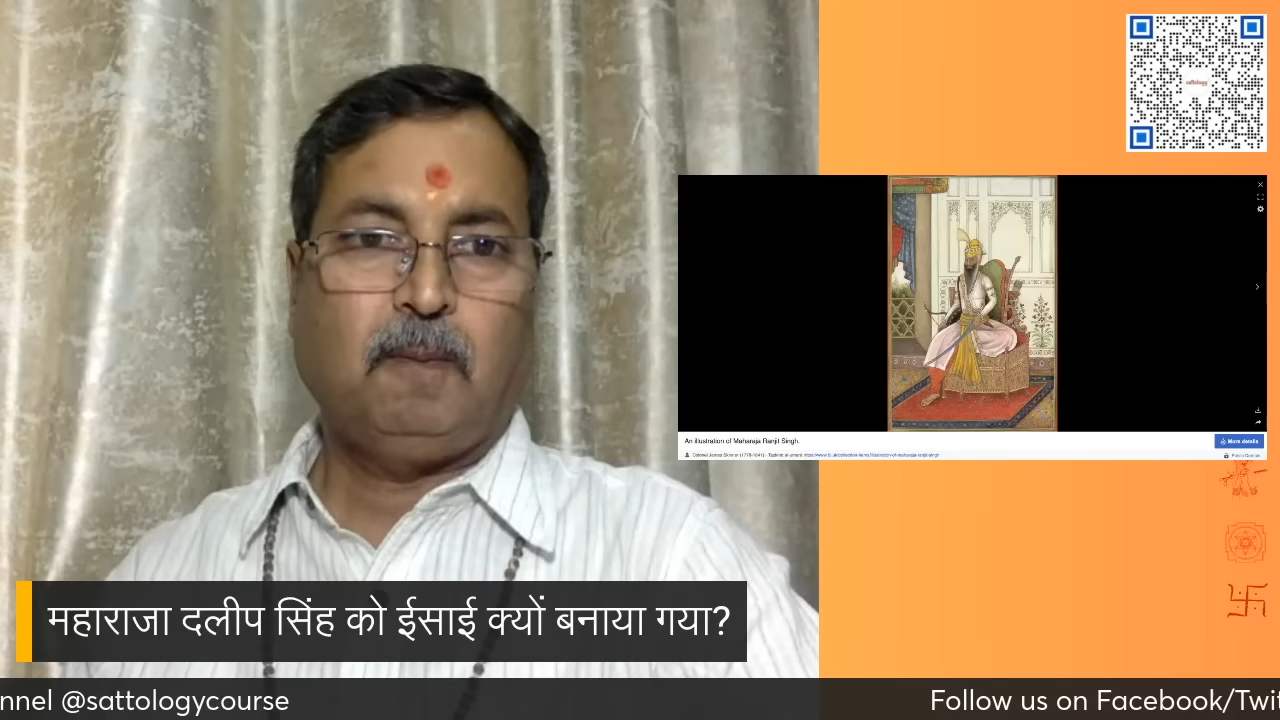 sattology
An illustration of Maharaja Ranjit Singh.
More details
महाराजा दलीप सिंह को ईसाई क्यों बनाया गया?
nnel @sattologycourse
Follow us on Facebook/Twit